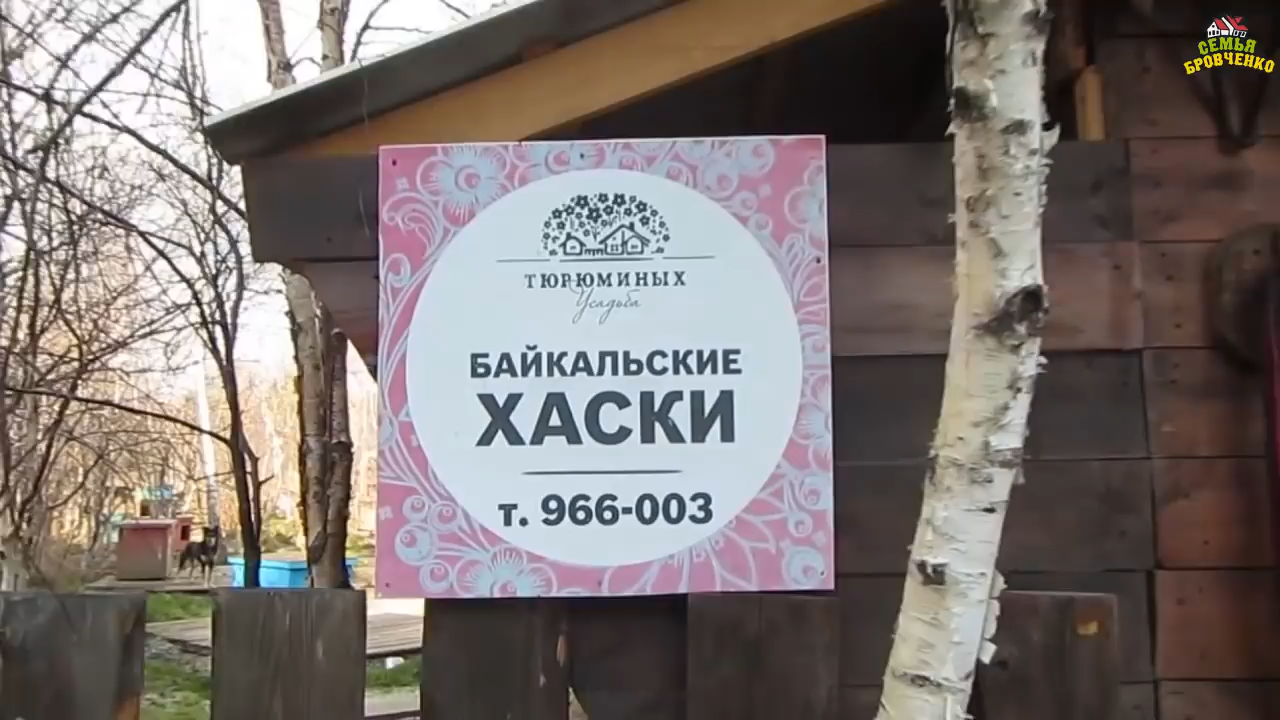 СЕМЬЯ
БРОВЧЕНКО
ТЮРЮМИНЫХ
Усадьба
БАЙКАЛЬСКИЕ
ХАСКИ
т. 966-003